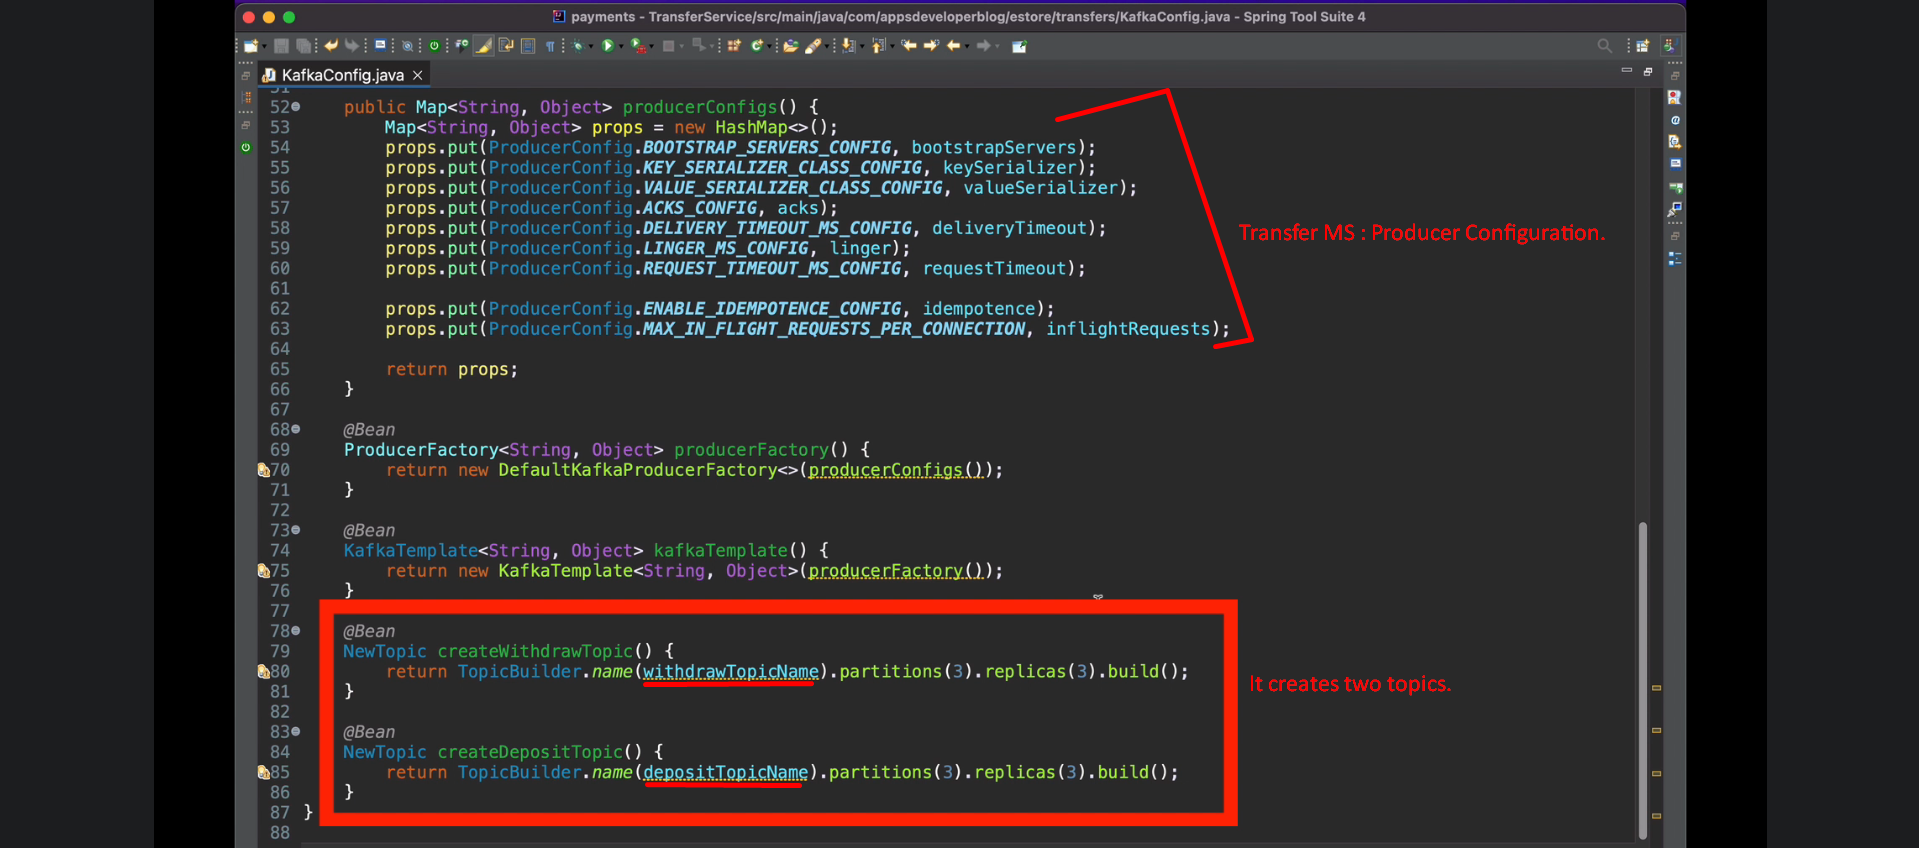 payments - TransferService/src/main/java/com/appsdeveloperblog/estore/transfers/KafkaConfig.java - Spring Tool Suite 4
KafkaConfig.java
51
52 public Map<String, Object> producerConfigs() {
53 Map<String, Object> props = new HashMap<>();
54 props.put(ProducerConfig.BOOTSTRAP_SERVERS_CONFIG, bootstrapServers);
55 props.put(ProducerConfig.KEY_SERIALIZER_CLASS_CONFIG, keySerializer);
56 props.put(ProducerConfig.VALUE_SERIALIZER_CLASS_CONFIG, valueSerializer);
57 props.put(ProducerConfig.ACKS_CONFIG, acks);
58 props.put(ProducerConfig.DELIVERY_TIMEOUT_MS_CONFIG, deliveryTimeout);
59 props.put(ProducerConfig.LINGER_MS_CONFIG, linger);
60 props.put(ProducerConfig.REQUEST_TIMEOUT_MS_CONFIG, requestTimeout);
61
62 props.put(ProducerConfig.ENABLE_IDEMPOTENCE_CONFIG, idempotence);
63 props.put(ProducerConfig.MAX_IN_FLIGHT_REQUESTS_PER_CONNECTION, inflightRequests);
Transfer MS : Producer Configuration.
64
65 return props;
66 }
67
68 @Bean
69 ProducerFactory<String, Object> producerFactory() {
70 return new DefaultKafkaProducerFactory<>(producerConfigs());
71 }
72
73 @Bean
74 KafkaTemplate<String, Object> kafkaTemplate() {
75 return new KafkaTemplate<String, Object>(producerFactory());
76 }
77
78 @Bean
79 NewTopic createWithdrawTopic() {
80 return TopicBuilder.name(withdrawTopicName).partitions(3).replicas(3).build();
81 }
It creates two topics.
82
83 @Bean
84 NewTopic createDepositTopic() {
85 return TopicBuilder.name(depositTopicName).partitions(3).replicas(3).build();
86 }
87 }
88